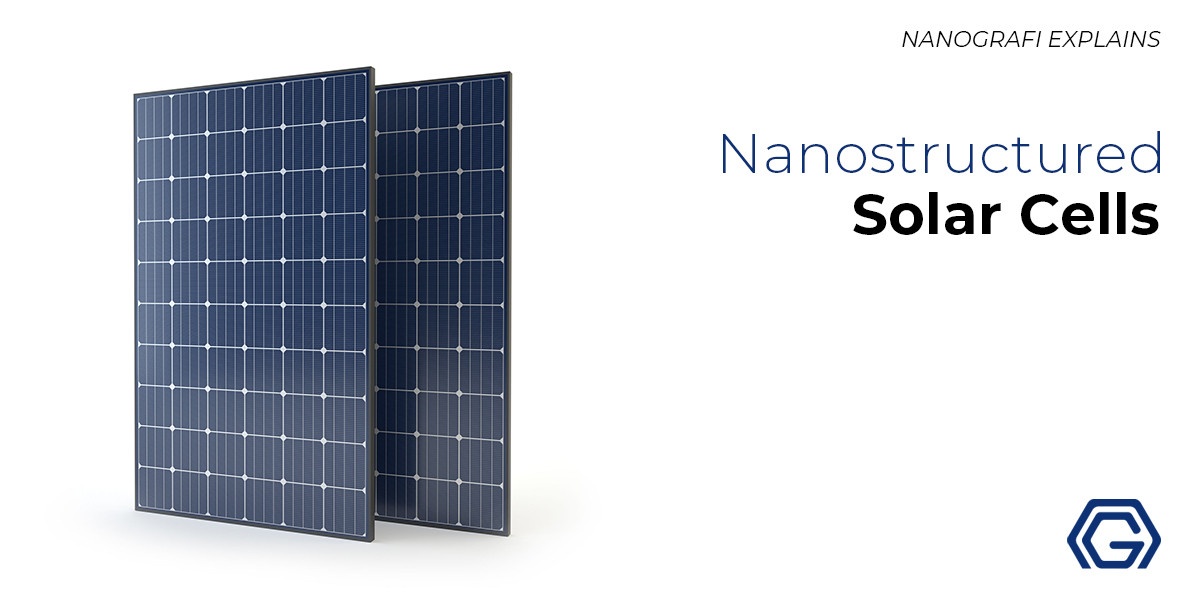 NANOGRAFI EXPLAINS
Nanostructured
Solar Cells